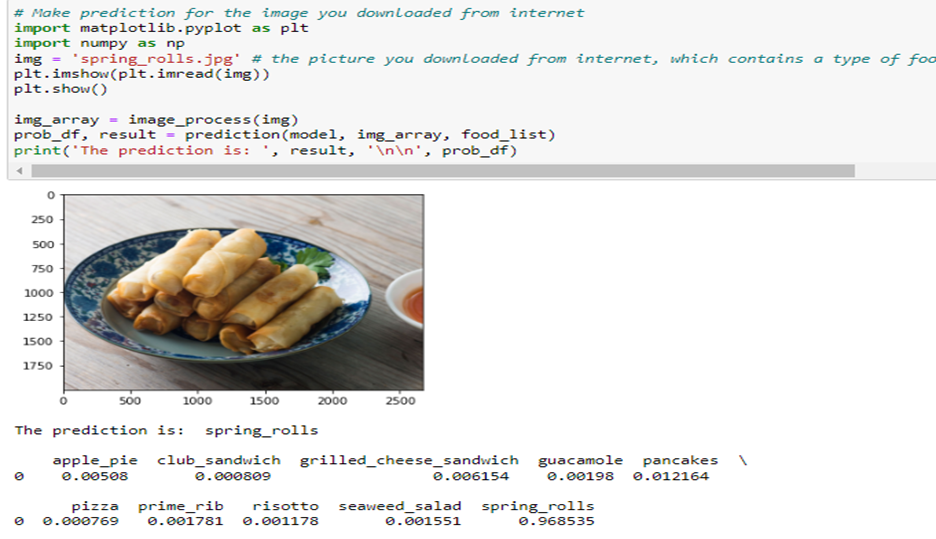 # Make prediction for the image you downloaded from internet
import matplotlib.pyplot as plt
import numpy as np
img = 'spring_rolls.jpg' # the picture you downloaded from internet, which contains a type of foo
plt.imshow(plt.imread(img))
plt.show()
img_array = image_process(img)
prob_df, result = prediction(model, img_array, food_list)
print('The prediction is: ', result, '\n\n', prob_df)
0
250
500
750
1000
1250
1500
1750
0 500 1000 1500 2000 2500
The prediction is: spring_rolls
apple_pie club_sandwich grilled_cheese_sandwich guacamole pancakes \
0 0.00508 0.000809 0.006154 0.00198 0.012164
pizza prime_rib risotto seaweed_salad spring_rolls
0 0.000769 0.001781 0.001178 0.001551 0.968535